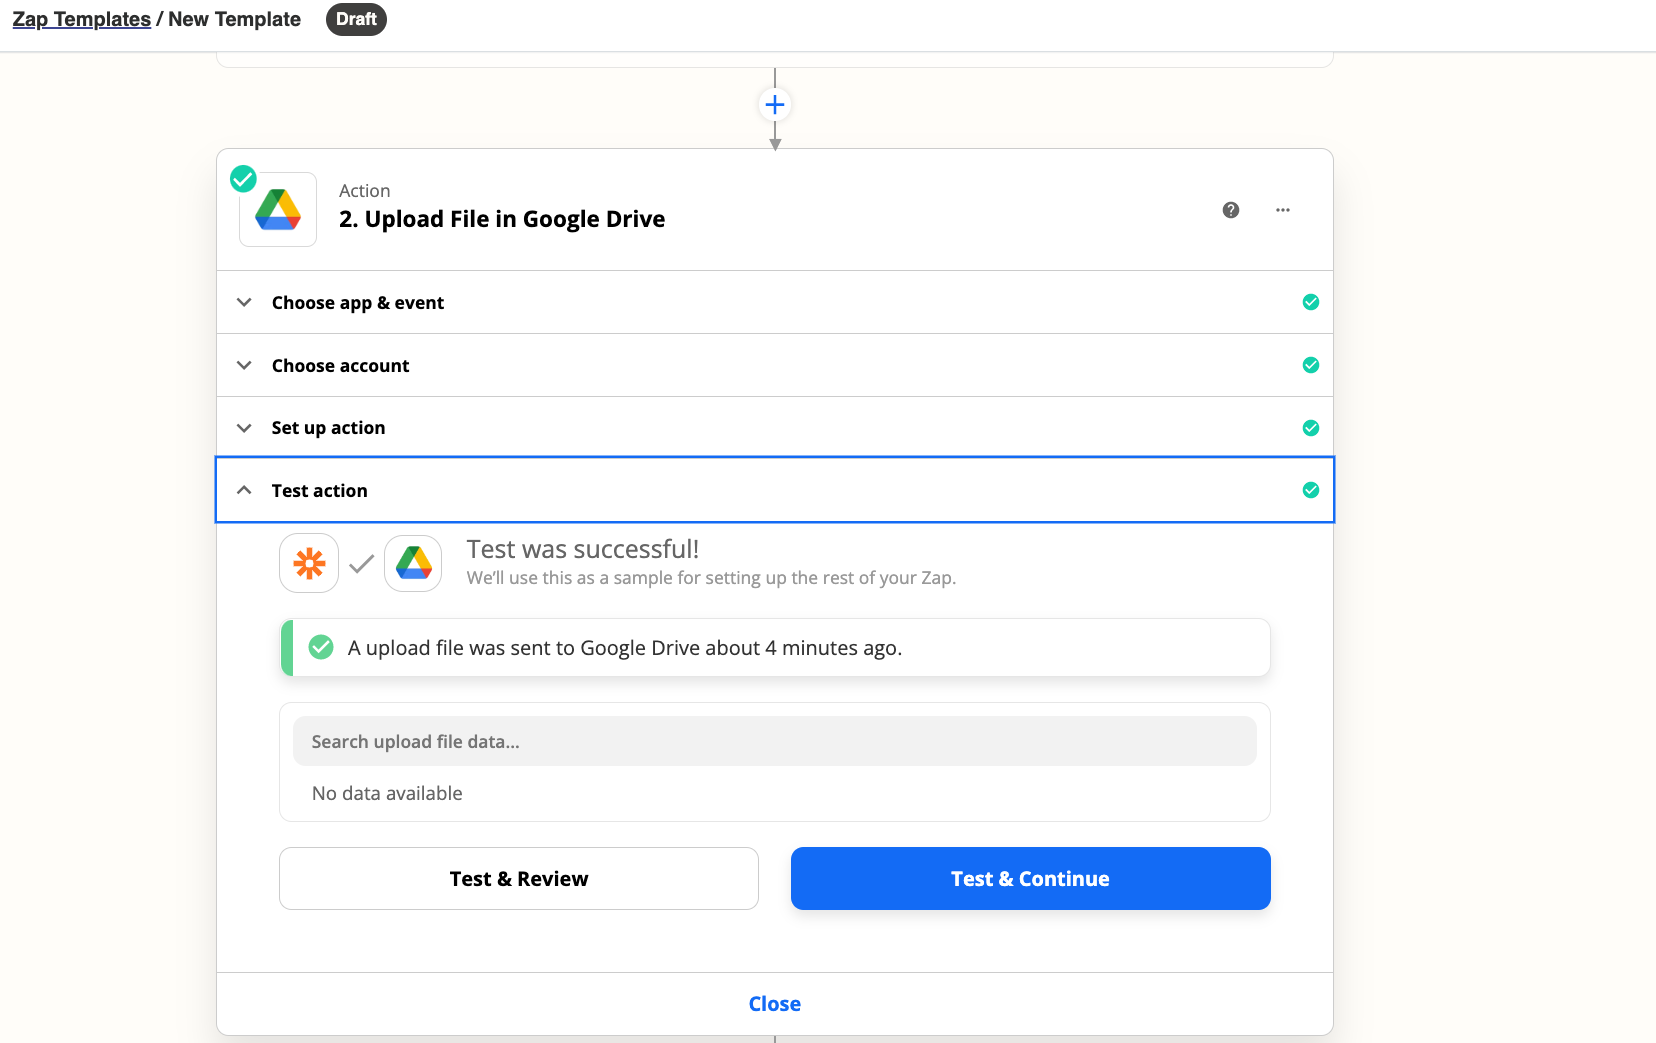 Zap Templates / New Template Draft
Action
2. Upload File in Google Drive
Choose app & event
Choose account
Set up action
Test action
Test was successful!
We’ll use this as a sample for setting up the rest of your Zap.
A upload file was sent to Google Drive about 4 minutes ago.
Search upload file data...
No data available
Test & Review
Test & Continue
Close